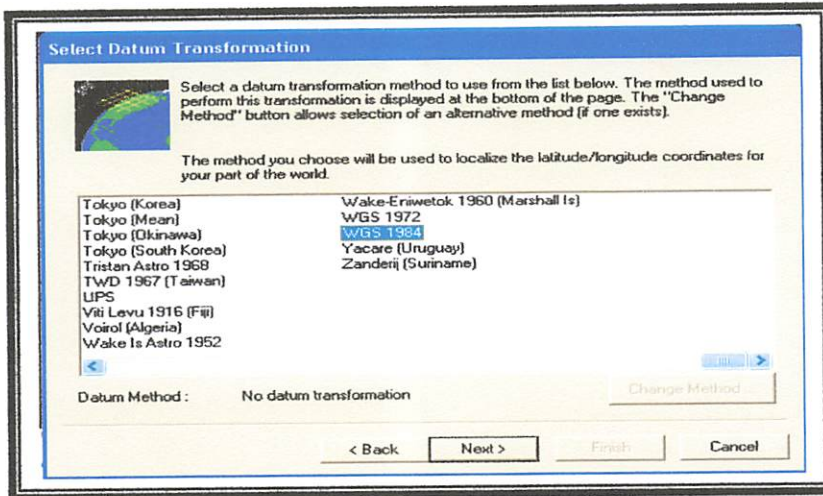 Select Datum Transformation
Select a datum transformation method to use from the list below. The method used to
perform this transformation is displayed at the bottom of the page. The "Change
Method" button allows selection of an alternative method (if one exists).
The method you choose will be used to localize the latitude/longitude coordinates for
your part of the world.
Tokyo (Korea)
Tokyo (Mean)
Tokyo (Okinawa)
Tokyo (South Korea)
Tristan Astro 1968
TWD 1967 (Taiwan)
UPS
Viti Levu 1916 (Fiji)
Voirol (Algeria)
Wake Is Astro 1952
Wake-Eniwetok 1960 (Marshall Is)
WGS 1972
WGS 1984
Yacare (Uruguay)
Zanderij (Suriname)
Datum Method : No datum transformation
Change Method...
< Back Next > Finish Cancel